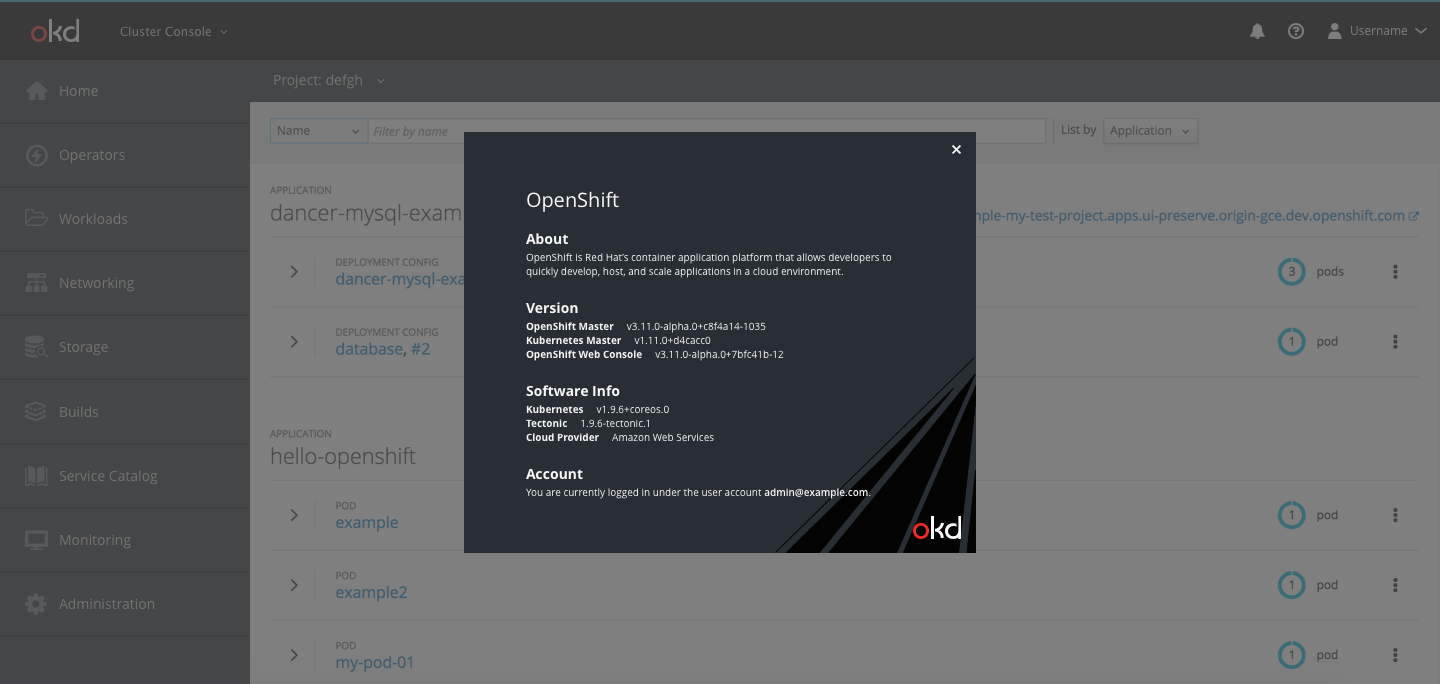 okd
Cluster Console
Username
Home
Operators
Workloads
Networking
Storage
Builds
Service Catalog
Monitoring
Administration
Project: defgh
Name
Filter by name
List by
Application
APPLICATION
dancer-mysql-exam
mple-my-test-project.apps.ui-preserve.origin-gce.dev.openshift.com
DEPLOYMENT CONFIG
dancer-mysql-exa
3 pods
DEPLOYMENT CONFIG
database, #2
1 pod
APPLICATION
hello-openshift
POD
example
1 pod
POD
example2
1 pod
POD
my-pod-01
1 pod
OpenShift
About
OpenShift is Red Hat's container application platform that allows developers to
quickly develop, host, and scale applications in a cloud environment.
Version
OpenShift Master v3.11.0-alpha.0+c8f4a14-1035
Kubernetes Master v1.11.0+d4cacc0
OpenShift Web Console v3.11.0-alpha.0+7bfc41b-12
Software Info
Kubernetes v1.9.6+coreos.0
Tectonic 1.9.6-tectonic.1
Cloud Provider Amazon Web Services
Account
You are currently logged in under the user account admin@example.com.
okd